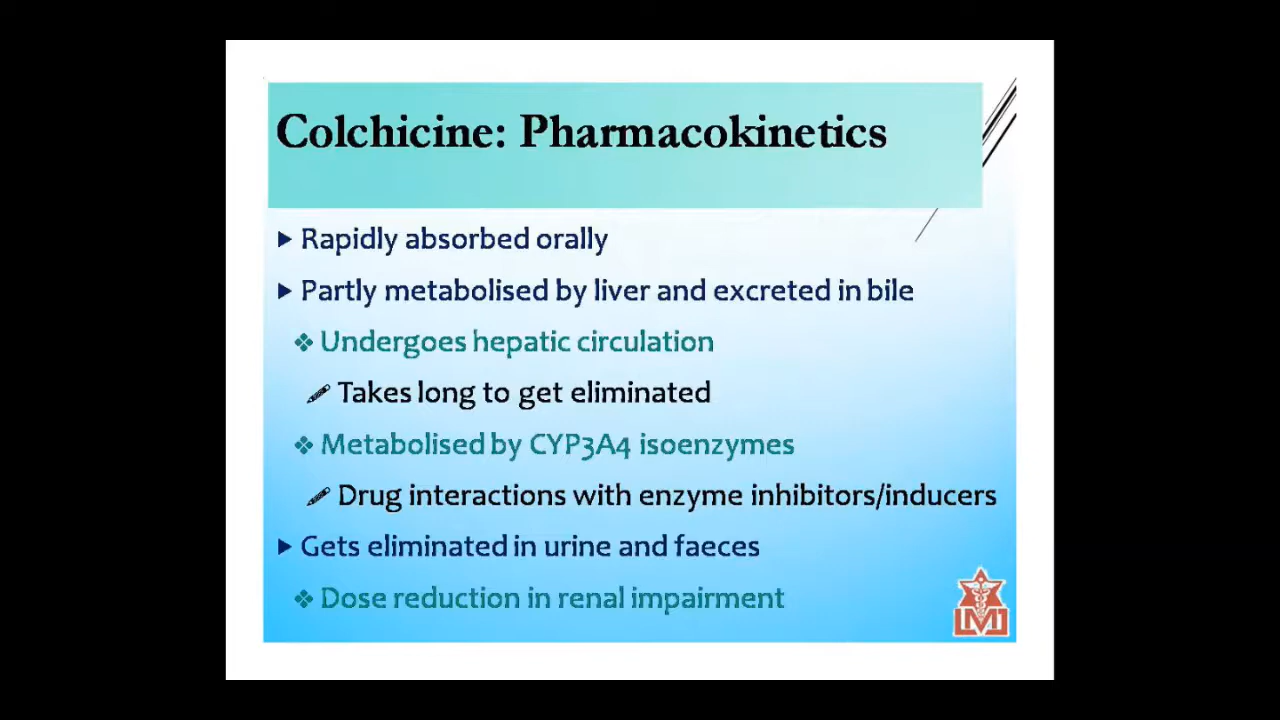 Colchicine: Pharmacokinetics
Rapidly absorbed orally
Partly metabolised by liver and excreted in bile
Undergoes hepatic circulation
Takes long to get eliminated
Metabolised by CYP3A4 isoenzymes
Drug interactions with enzyme inhibitors/inducers
Gets eliminated in urine and faeces
Dose reduction in renal impairment